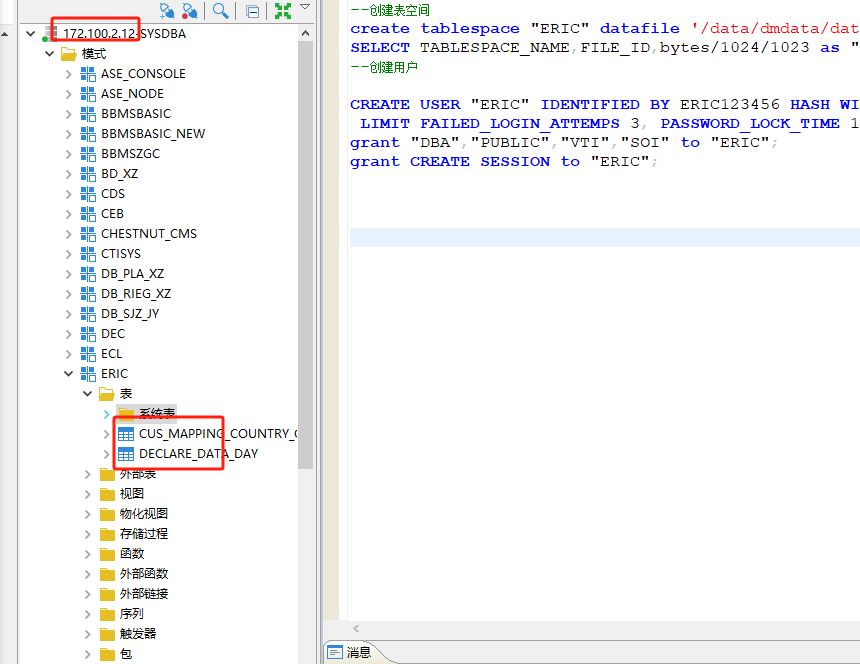 172.100.2.12-SYSDBA
模式
ASE_CONSOLE
ASE_NODE
BBMSBASIC
BBMSBASIC_NEW
BBMSZGC
BD_XZ
CDS
CEB
CHESTNUT_CMS
CTISYS
DB_PLA_XZ
DB_RIEG_XZ
DB_SJZ_JY
DEC
ECL
ERIC
表
系统表
CUS_MAPPING_COUNTRY_
DECLARE_DATA_DAY
外部表
视图
物化视图
存储过程
函数
外部函数
外部链接
序列
触发器
包
--创建表空间
create tablespace "ERIC" datafile '/data/dmdata/dat
SELECT TABLESPACE_NAME,FILE_ID,bytes/1024/1023 as "
--创建用户
CREATE USER "ERIC" IDENTIFIED BY ERIC123456 HASH WI
LIMIT FAILED_LOGIN_ATTEMPS 3, PASSWORD_LOCK_TIME 1
grant "DBA","PUBLIC","VTI","SOI" to "ERIC";
grant CREATE SESSION to "ERIC";
消息